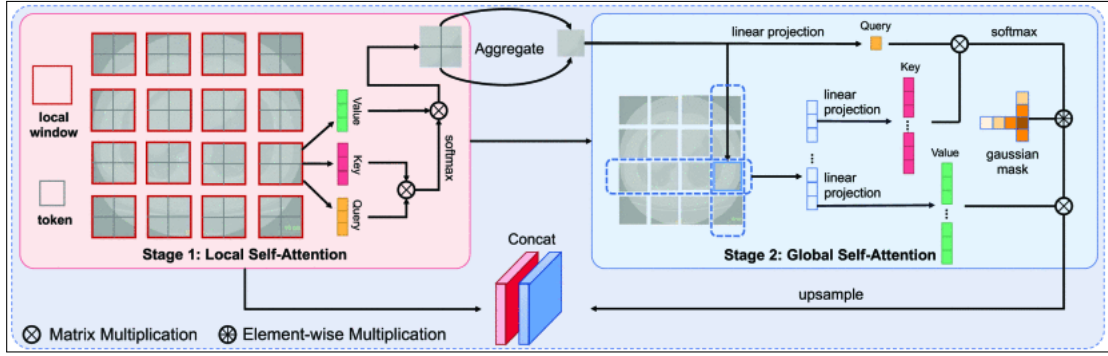 local
window
token
Value
Key
Query
softmax
Stage 1: Local Self-Attention
Aggregate
linear projection
Query
softmax
Key
linear
projection
gaussian
mask
Value
linear
projection
Stage 2: Global Self-Attention
Concat
upsample
Matrix Multiplication
Element-wise Multiplication